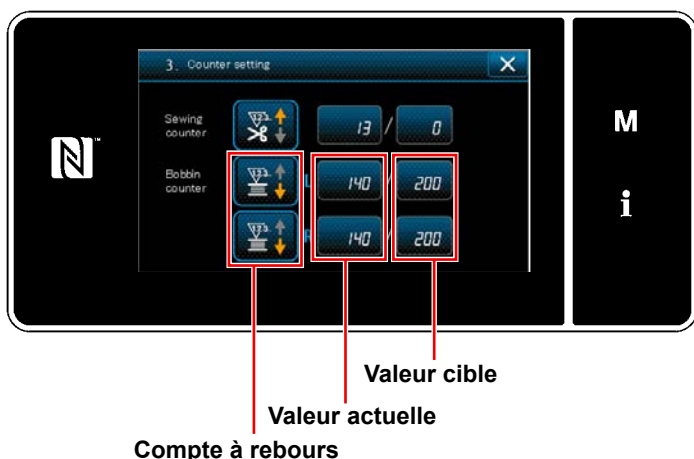 3. Counter setting
Sewing counter
13 / 0
Bobbin counter
L 140 / 200
R 140 / 200
M
i
Valeur cible
Valeur actuelle
Compte à rebours